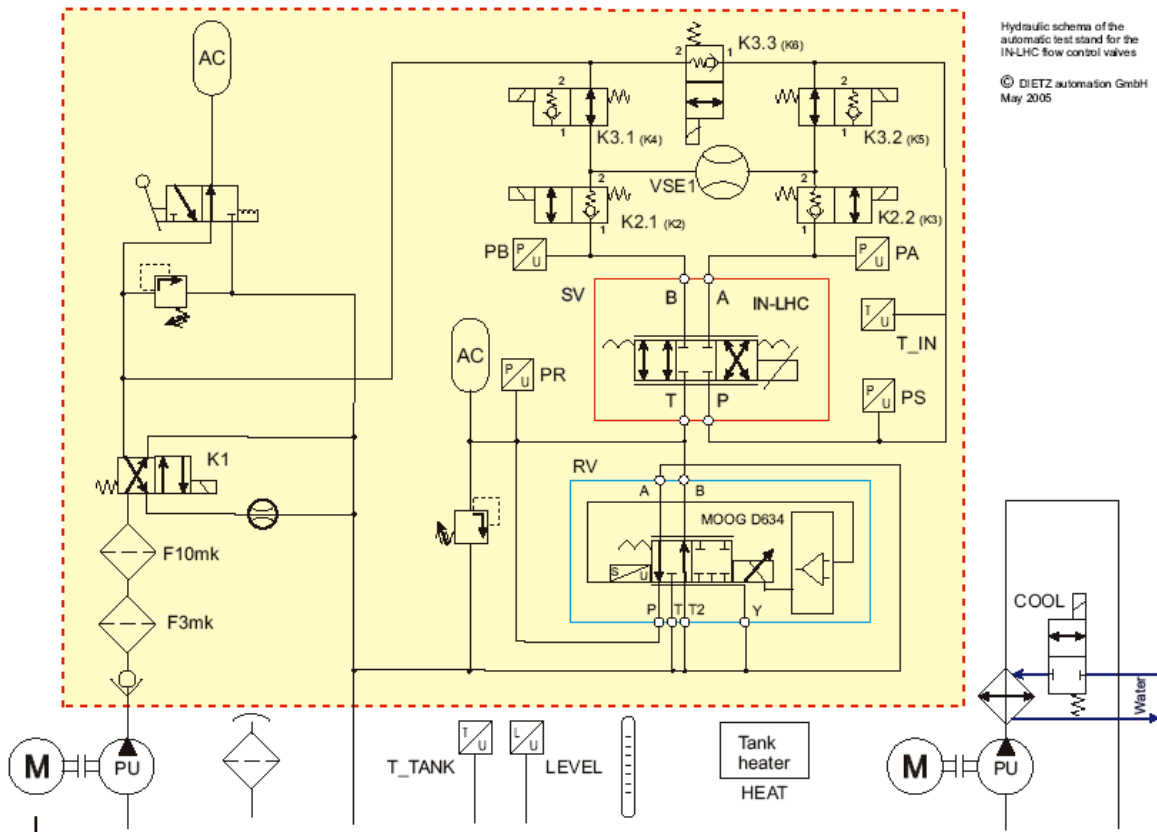 Hydraulic schema of the
automatic test stand for the
IN-LHC flow control valves
© DIETZ automation GmbH
May 2005
AC
2
1
K3.3 (K6)
2
1
K3.1 (K4)
2
1
K3.2 (K5)
VSE1
2
1
K2.1 (K2)
2
1
K2.2 (K3)
PB
P
U
P
U
PA
SV
B
A
IN-LHC
T
U
T_IN
AC
P
U
PR
P
U
PS
T
P
K1
RV
A
B
MOOG D634
S
U
F10mk
F3mk
P
T
T2
Y
COOL
Water
M
PU
T
U
T_TANK
L
U
LEVEL
Tank
heater
HEAT
M
PU